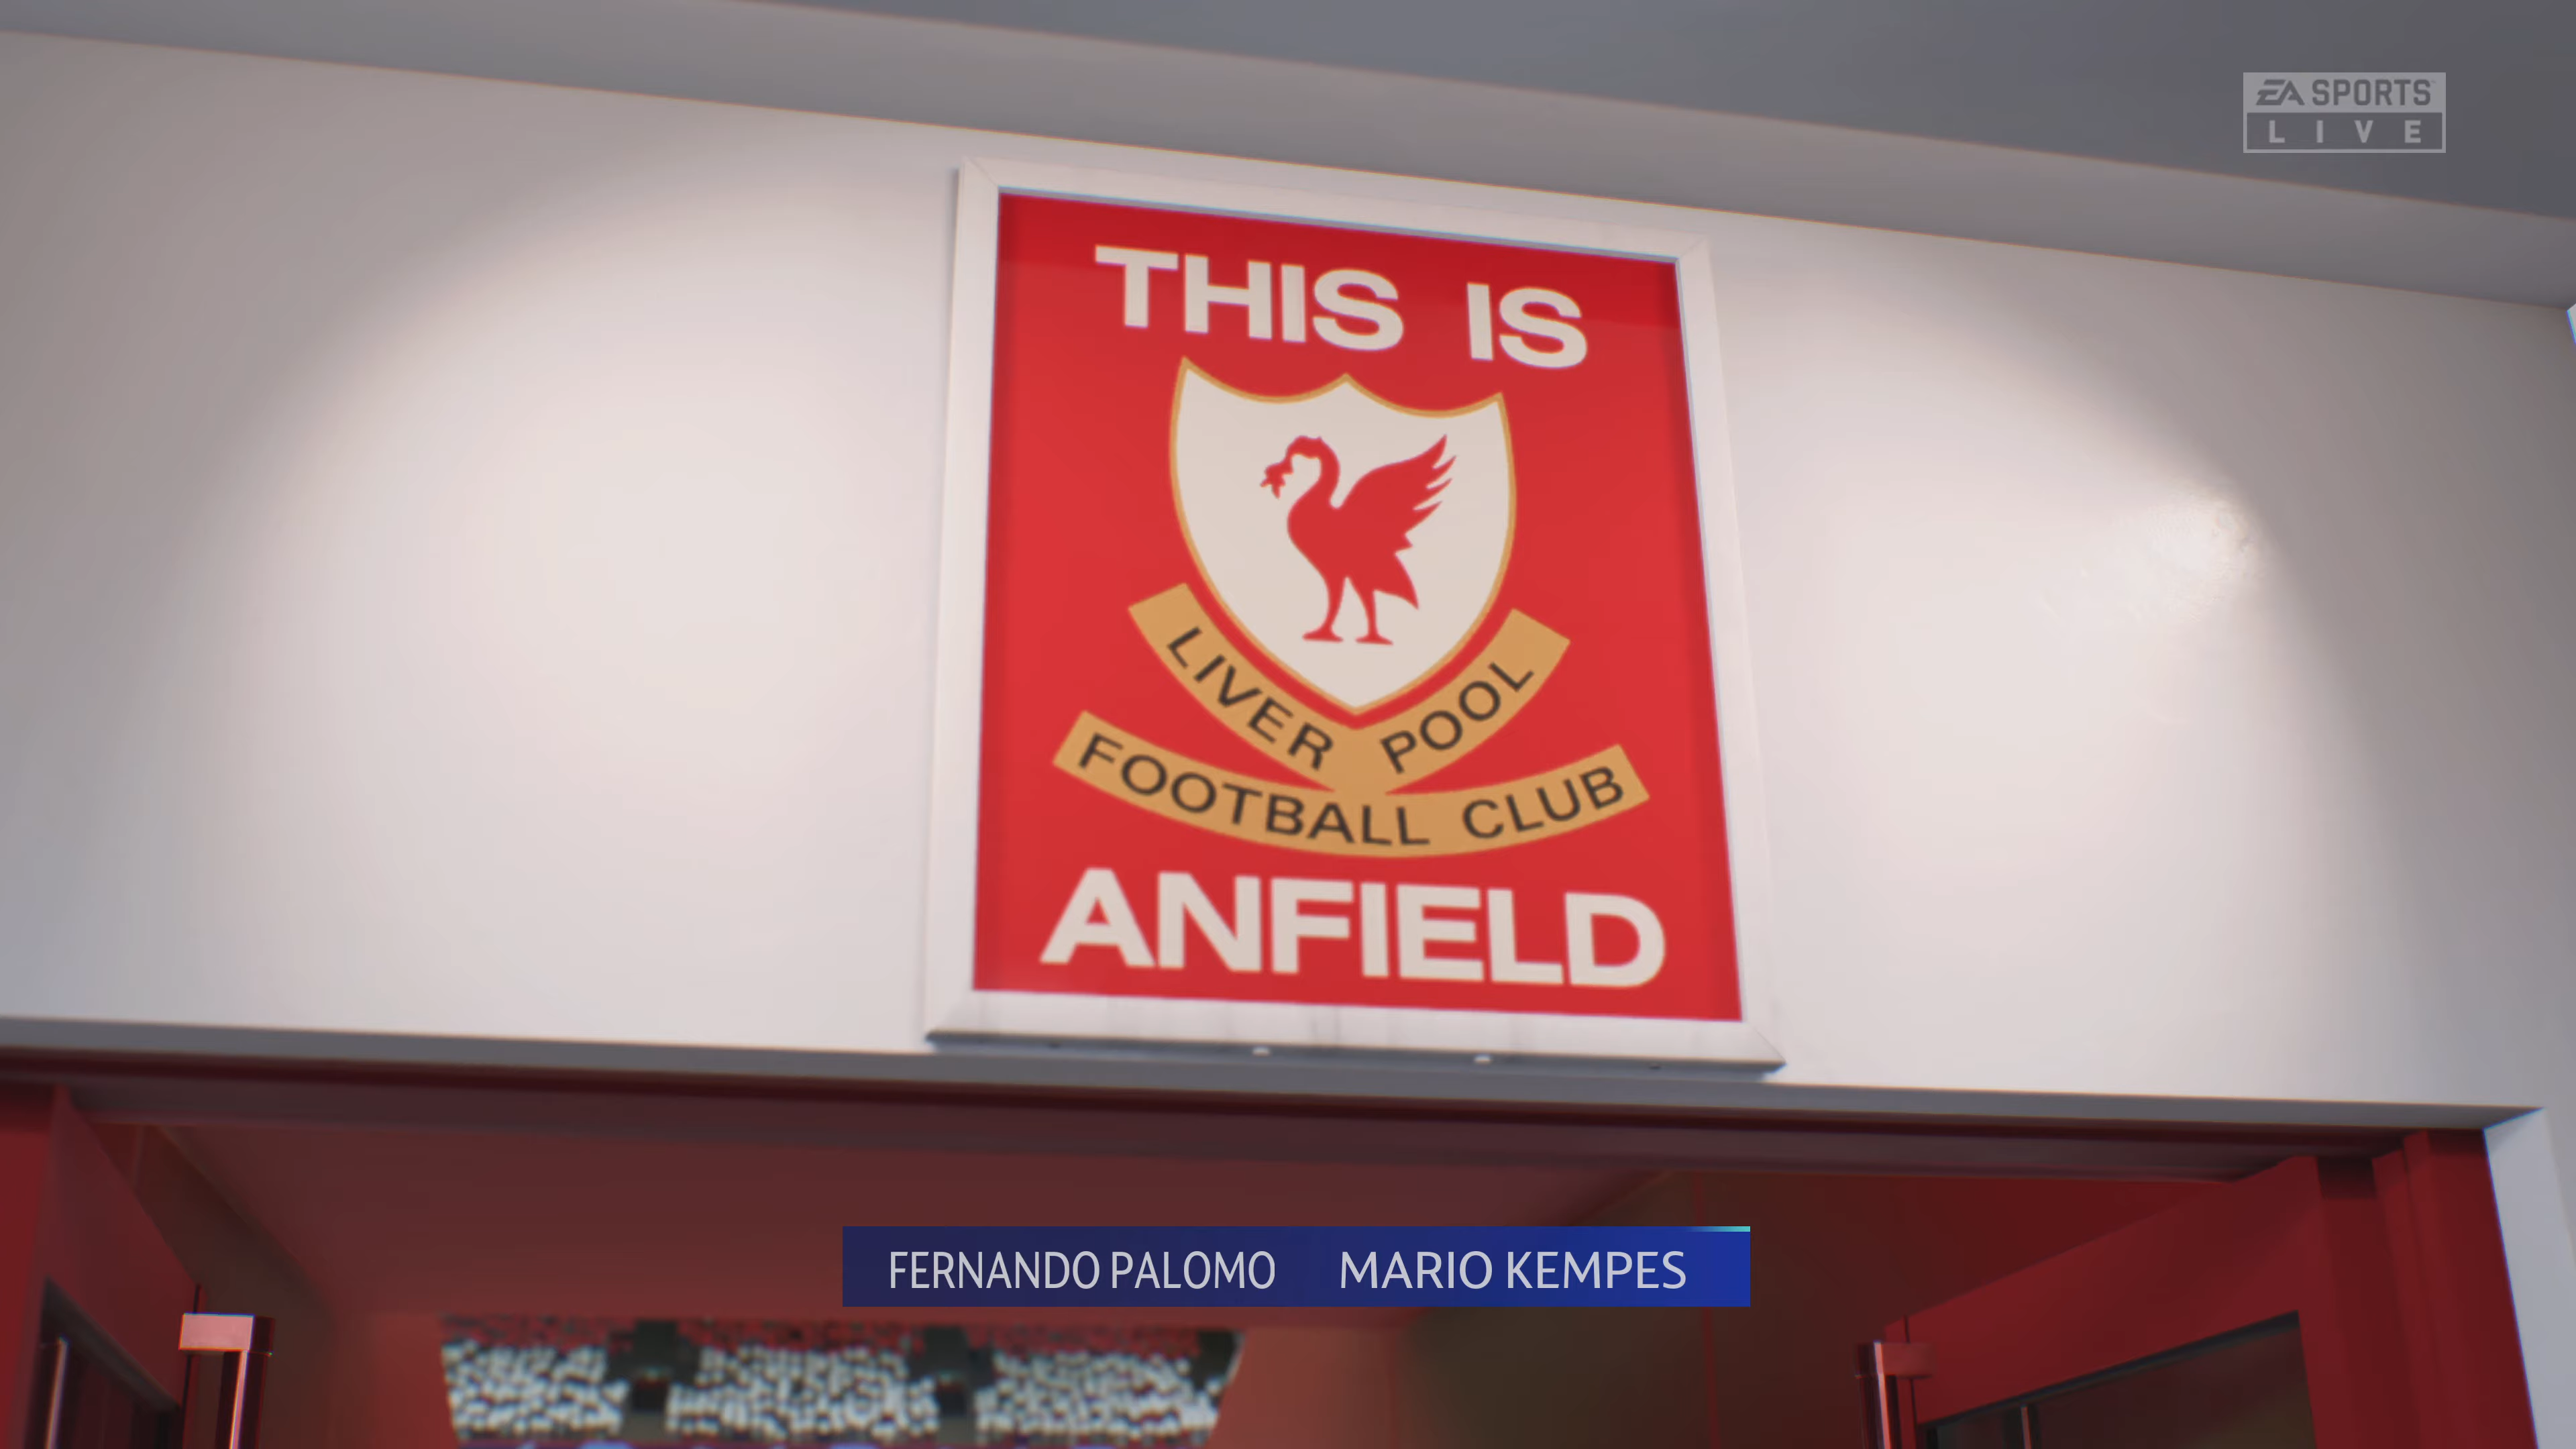 EA SPORTS
LIVE
THIS IS
LIVER POOL
FOOTBALL CLUB
ANFIELD
FERNANDO PALOMO MARIO KEMPES